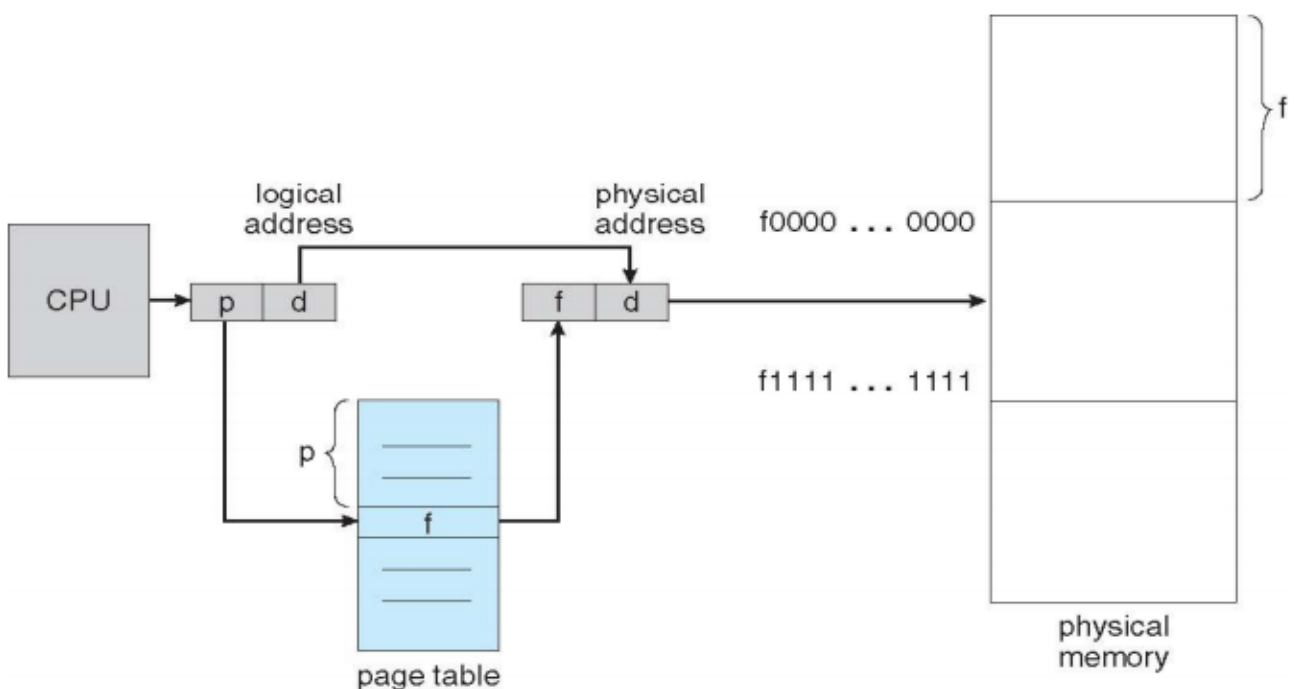 f
logical
address
physical
address
f0000 ... 0000
CPU
p
d
f
d
f1111 ... 1111
p
f
physical
memory
page table